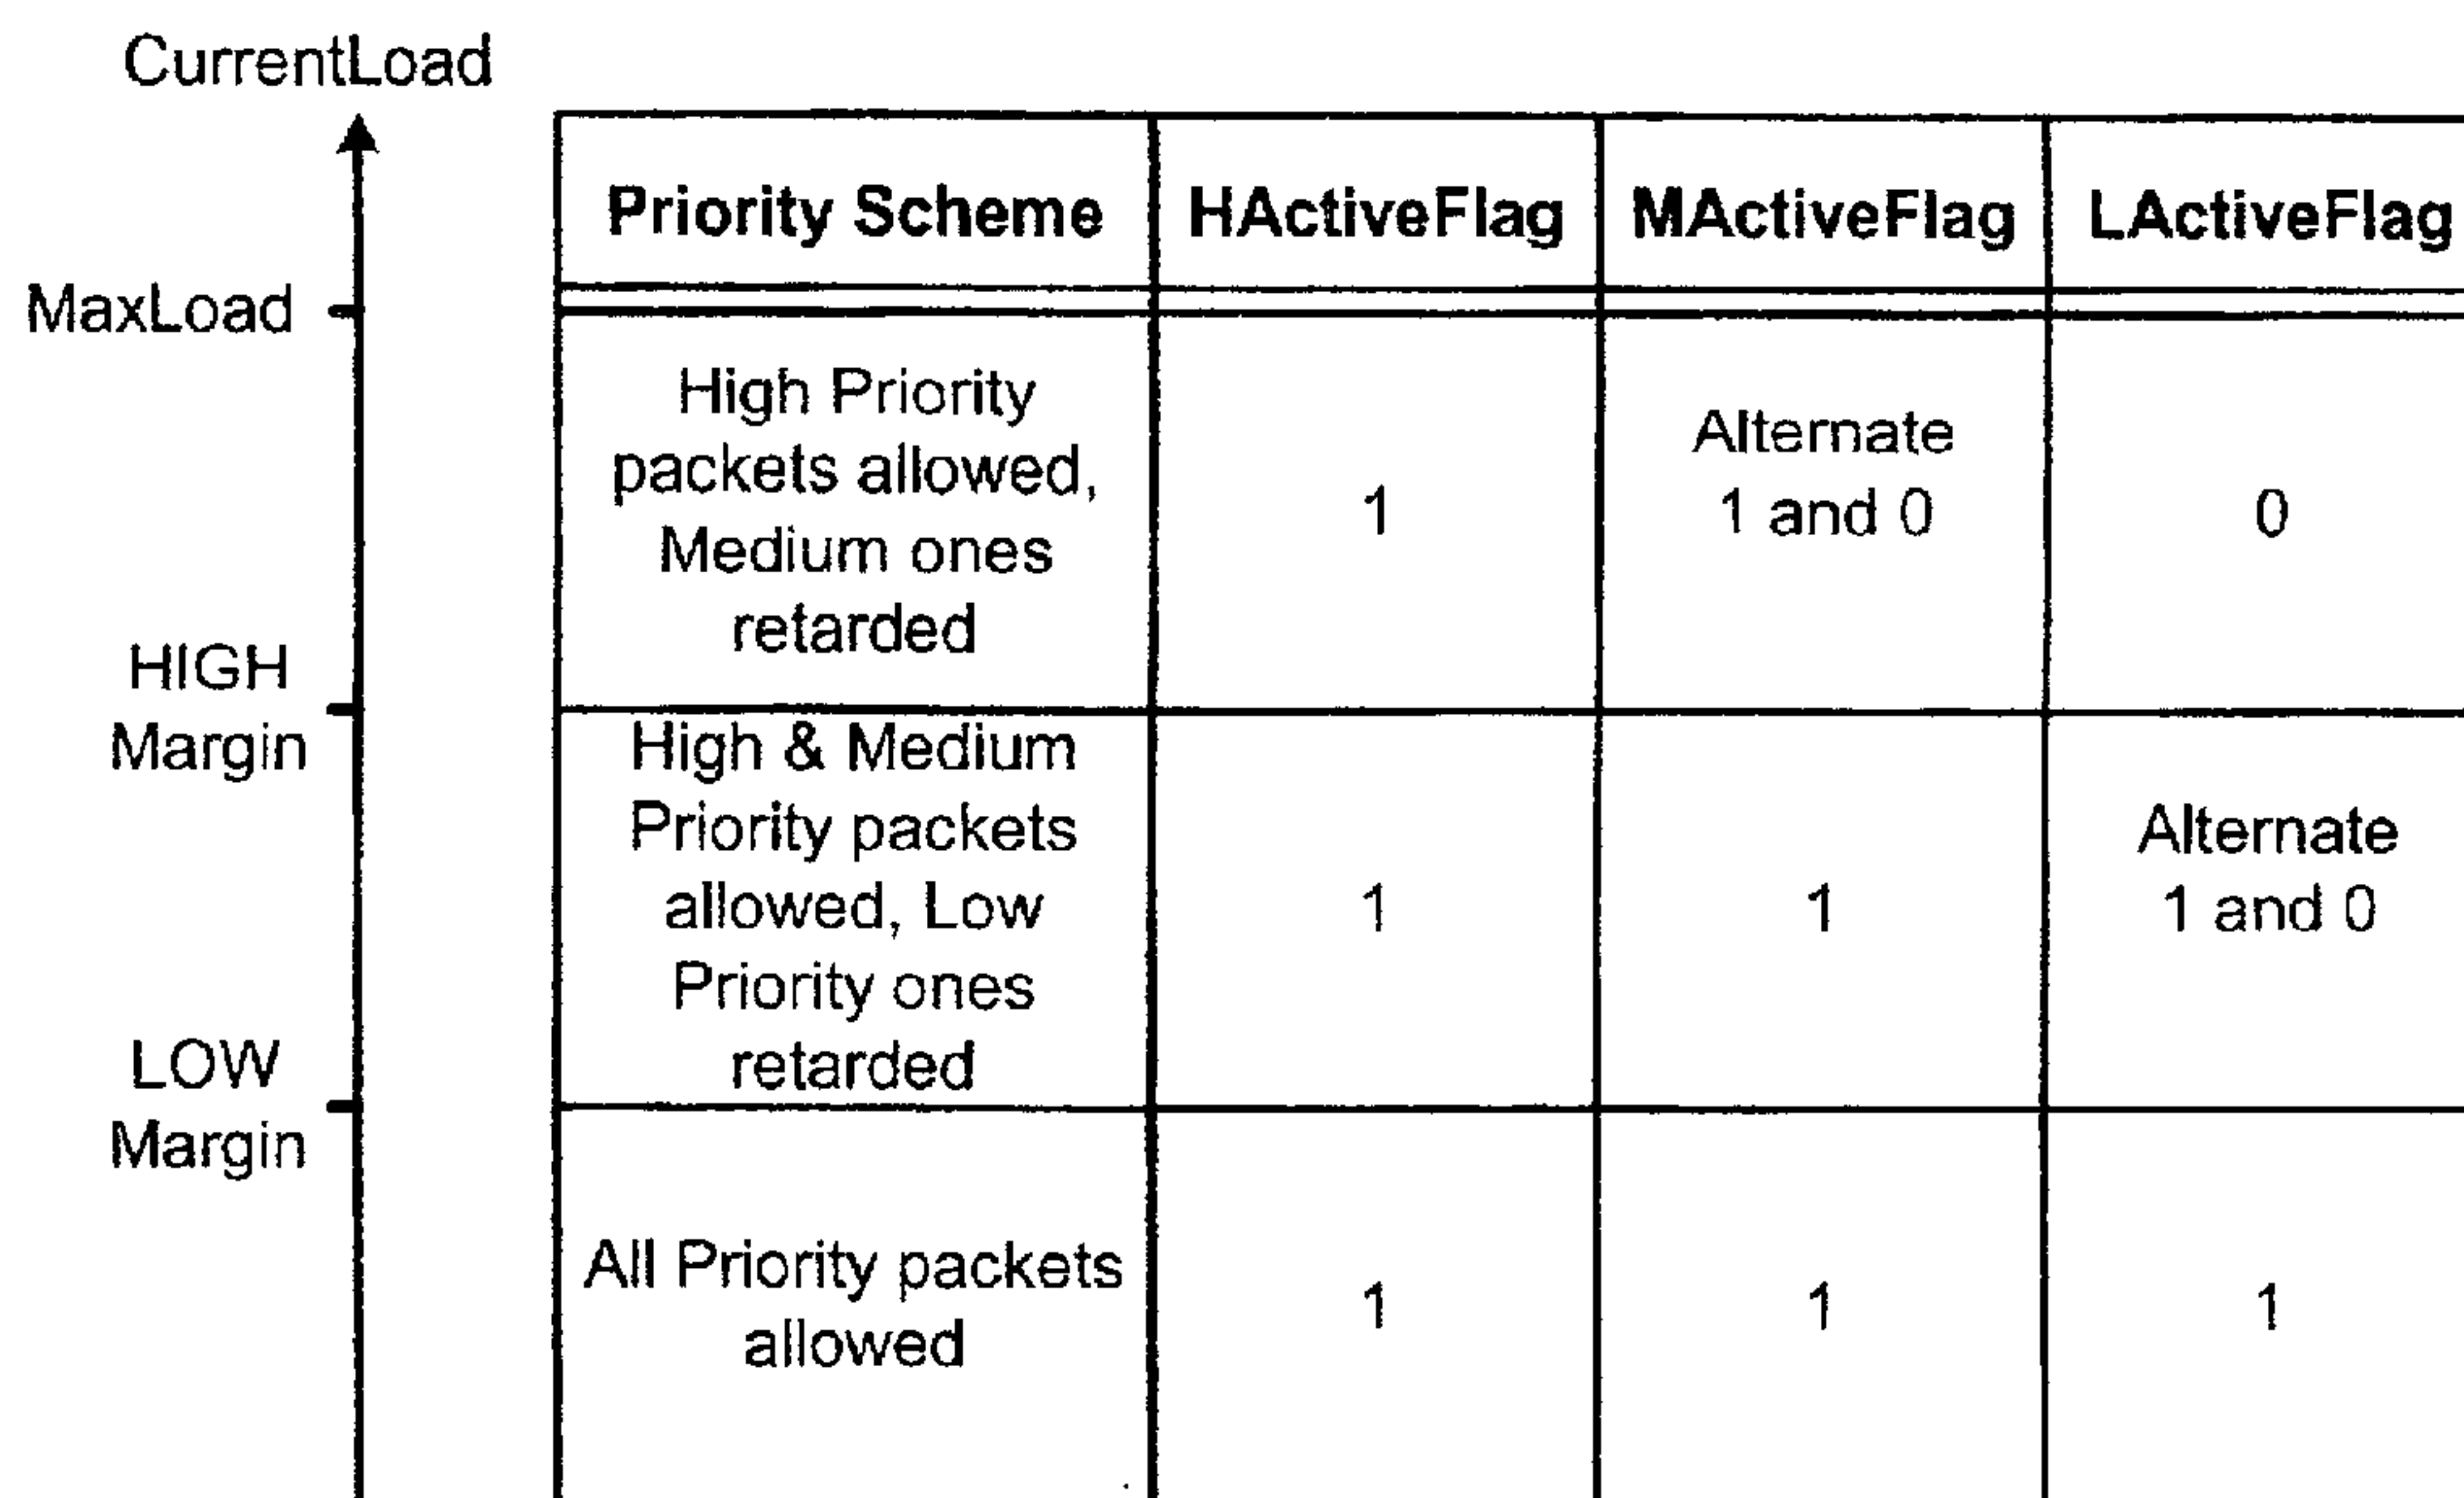 CurrentLoad
Priority Scheme
HActiveFlag
MActiveFlag
LActiveFlag
MaxLoad
High Priority
packets allowed,
Medium ones
retarded
1
Alternate
1 and 0
0
HIGH
Margin
High & Medium
Priority packets
allowed, Low
Priority ones
retarded
1
1
Alternate
1 and 0
LOW
Margin
All Priority packets
allowed
1
1
1